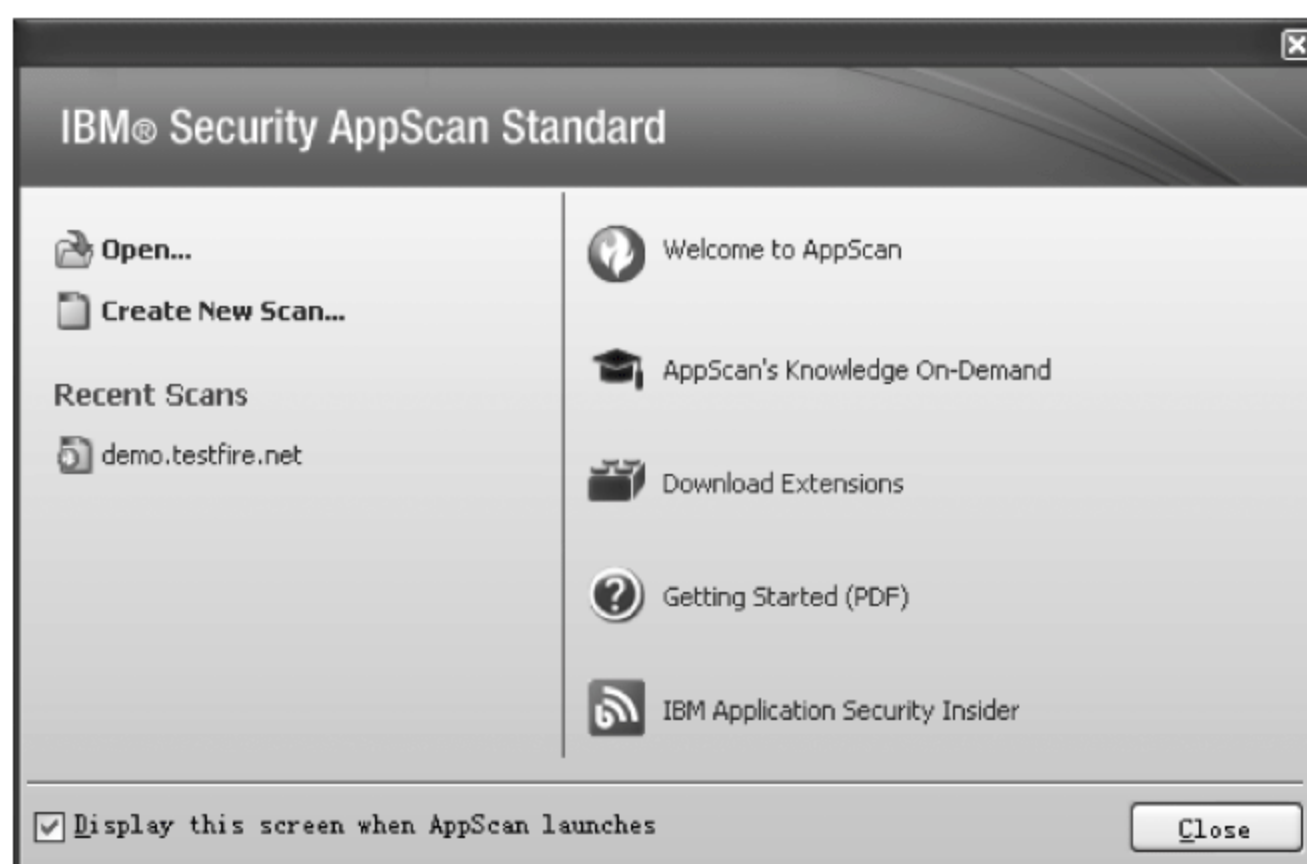 IBM® Security AppScan Standard
Open...
Create New Scan...
Recent Scans
demo.testfire.net
Welcome to AppScan
AppScan's Knowledge On-Demand
Download Extensions
Getting Started (PDF)
IBM Application Security Insider
Display this screen when AppScan launches
Close